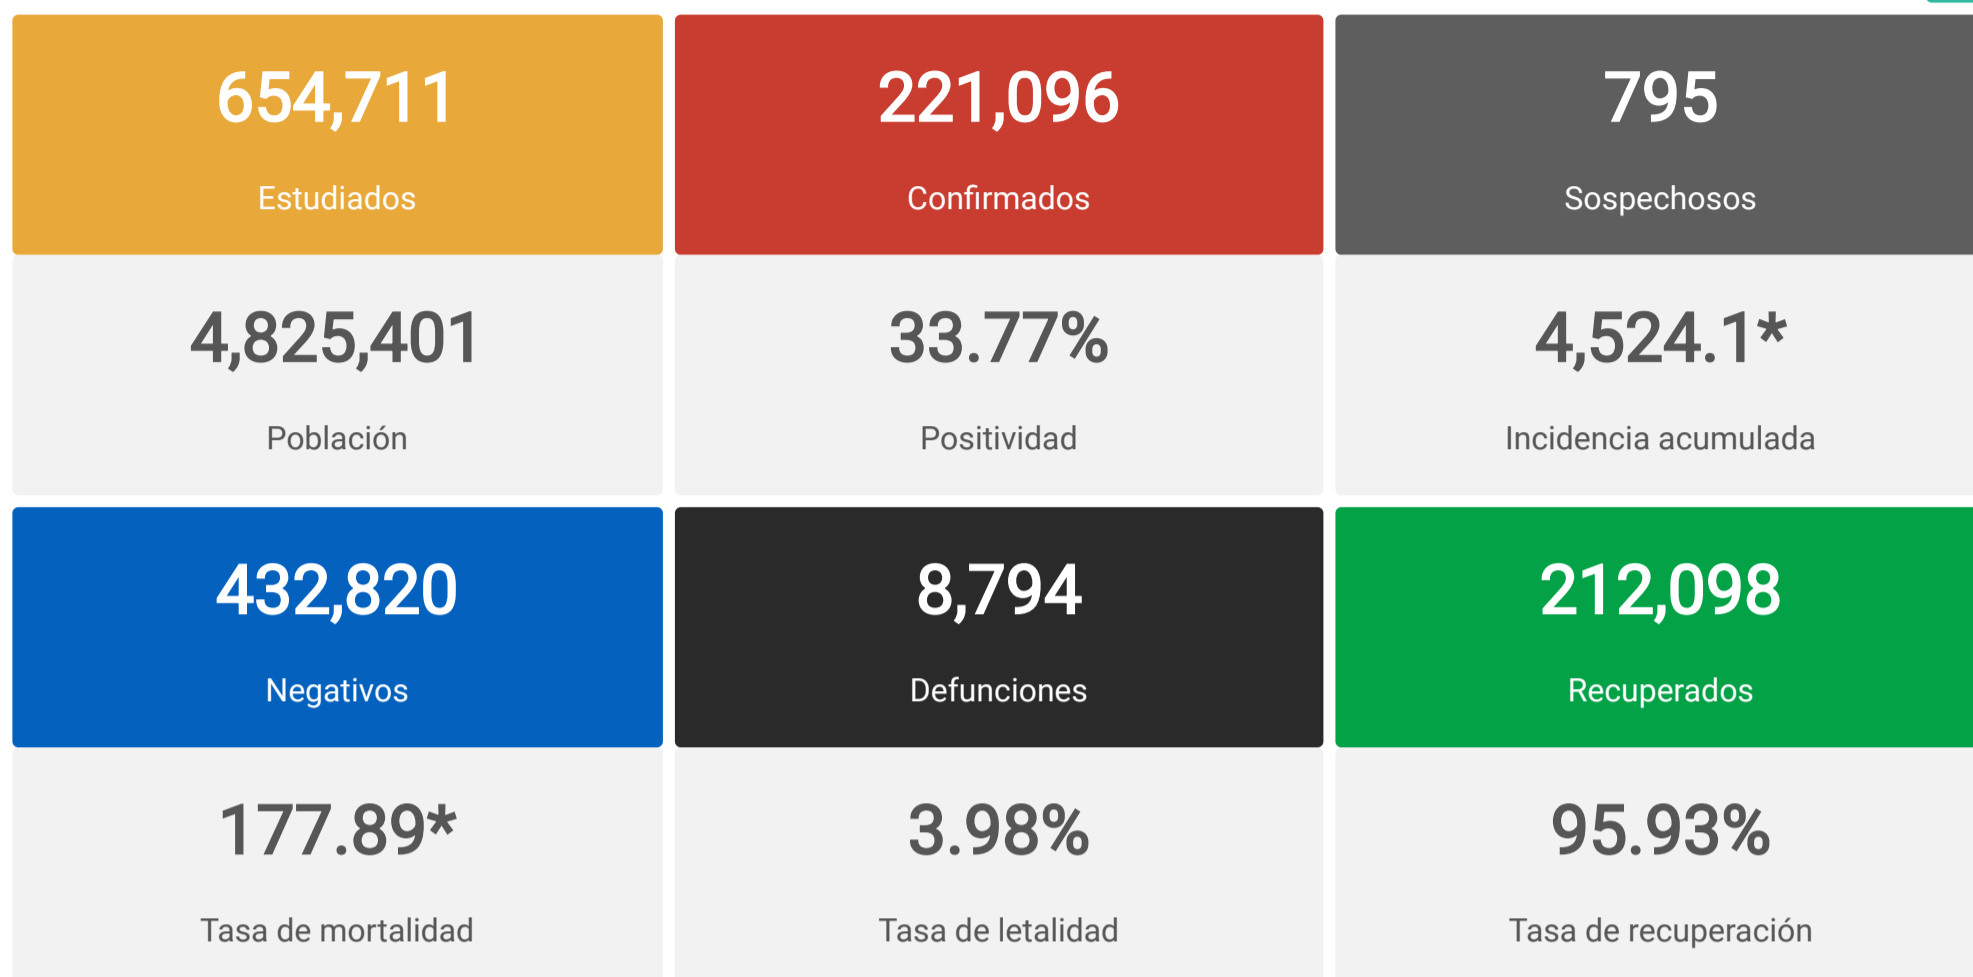 654,711
Estudiados
221,096
Confirmados
795
Sospechosos
4,825,401
Población
33.77%
Positividad
4,524.1*
Incidencia acumulada
432,820
Negativos
8,794
Defunciones
212,098
Recuperados
177.89*
Tasa de mortalidad
3.98%
Tasa de letalidad
95.93%
Tasa de recuperación